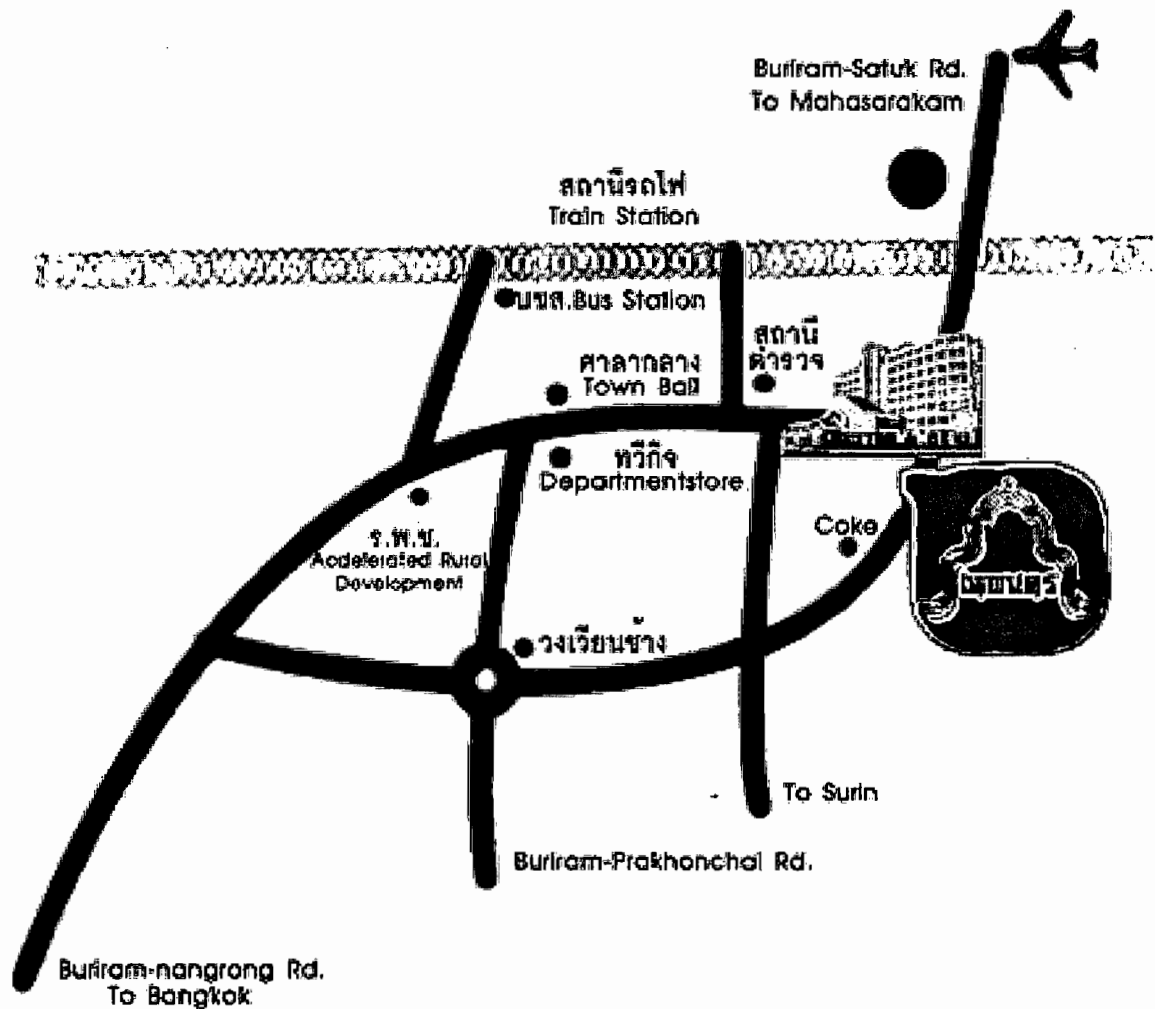 Buriram-Satuk Rd.
To Mahasarakam
สถานีรถไฟ
Train Station
บขส.Bus Station
สถานี
ตำรวจ
ศาลากลาง
Town Ball
ทวีกิจ
Departmentstore
Coke
ร.พ.ช.
Acdelerated Rural
Development
วงเวียนช้าง
To Surin
Buriram-Prakhonchai Rd.
Buriram-nangrong Rd.
To Bangkok